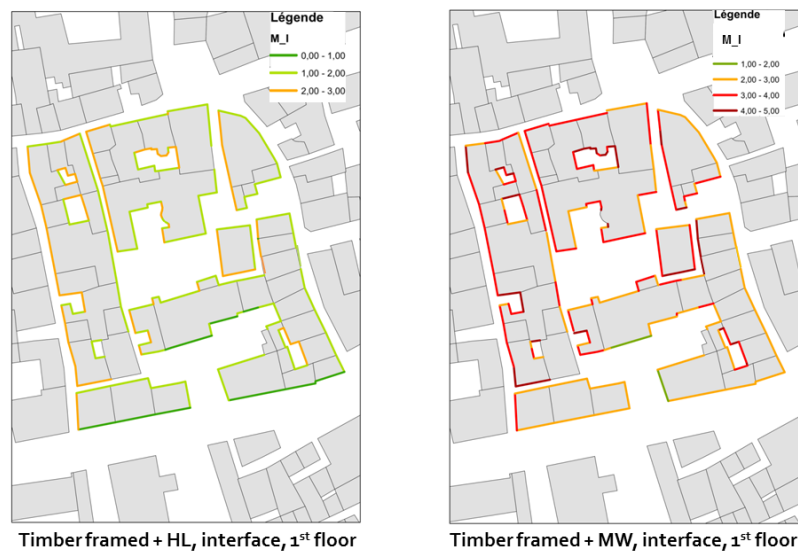 Légende
M_I
0,00 - 1,00
1,00 - 2,00
2,00 - 3,00
Timber framed + HL, interface, 1st floor
Légende
M_I
1,00 - 2,00
2,00 - 3,00
3,00 - 4,00
4,00 - 5,00
Timber framed + MW, interface, 1st floor